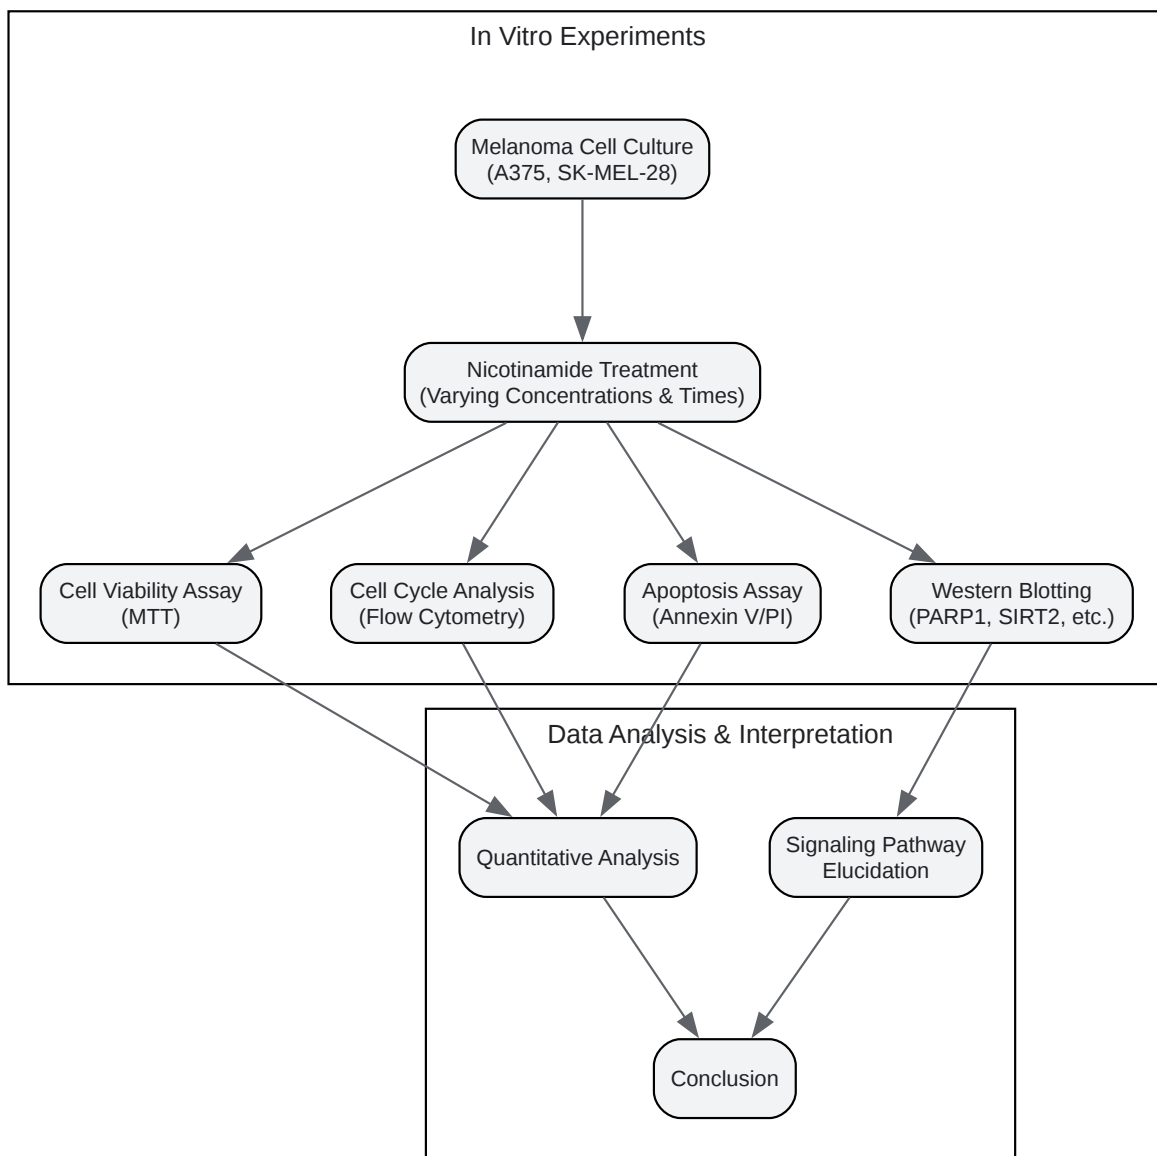 In Vitro Experiments
Melanoma Cell Culture
(A375, SK-MEL-28)
Nicotinamide Treatment
(Varying Concentrations & Times)
Cell Viability Assay
(MTT)
Cell Cycle Analysis
(Flow Cytometry)
Apoptosis Assay
(Annexin V/PI)
Western Blotting
(PARP1, SIRT2, etc.)
Data Analysis & Interpretation
Quantitative Analysis
Signaling Pathway
Elucidation
Conclusion